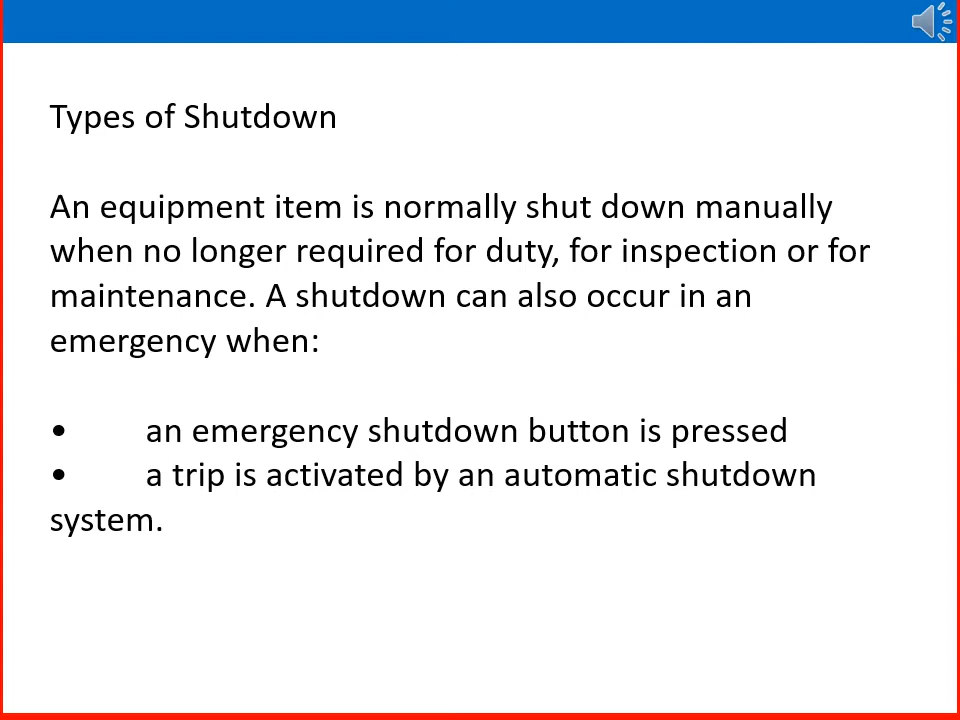 Types of Shutdown
An equipment item is normally shut down manually
when no longer required for duty, for inspection or for
maintenance. A shutdown can also occur in an
emergency when:
• an emergency shutdown button is pressed
• a trip is activated by an automatic shutdown
system.